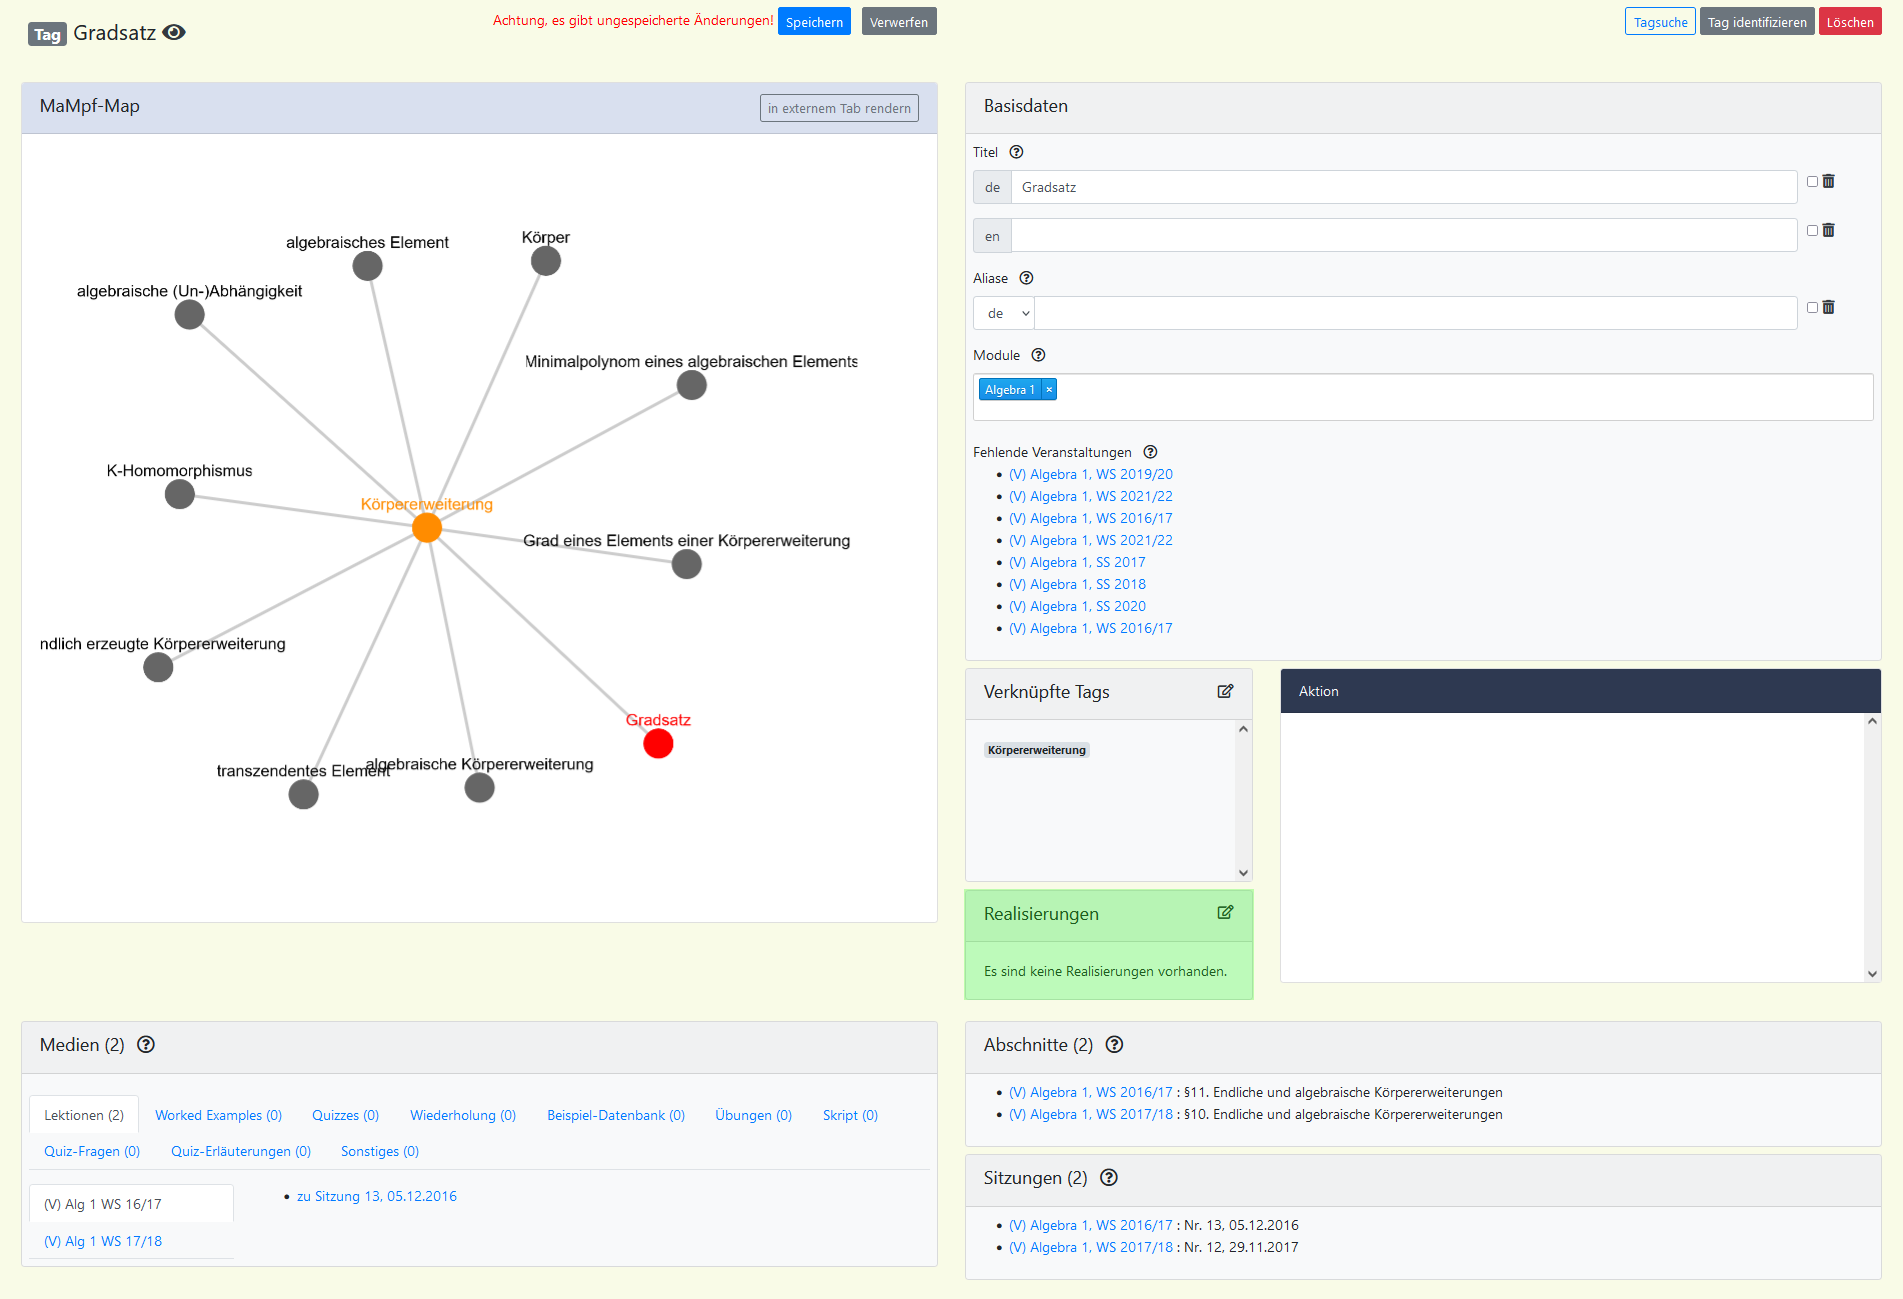 Tag Gradsatz
Achtung, es gibt ungespeicherte Änderungen! Speichern Verwerfen
Tagsuche Tag identifizieren Löschen
MaMpf-Map
in externem Tab rendern
algebraisches Element
Körper
algebraische (Un-)Abhängigkeit
Minimalpolynom eines algebraischen Elements
K-Homomorphismus
Körpererweiterung
Grad eines Elements einer Körpererweiterung
ndlich erzeugte Körpererweiterung
Gradsatz
transzendentes Element
algebraische Körpererweiterung
Basisdaten
Titel
de Gradsatz
en
Aliase
de
Module
Algebra 1 ×
Fehlende Veranstaltungen
(V) Algebra 1, WS 2019/20
(V) Algebra 1, WS 2021/22
(V) Algebra 1, WS 2016/17
(V) Algebra 1, WS 2021/22
(V) Algebra 1, SS 2017
(V) Algebra 1, SS 2018
(V) Algebra 1, SS 2020
(V) Algebra 1, WS 2016/17
Verknüpfte Tags
Körpererweiterung
Aktion
Realisierungen
Es sind keine Realisierungen vorhanden.
Medien (2)
Lektionen (2) Worked Examples (0) Quizzes (0) Wiederholung (0) Beispiel-Datenbank (0) Übungen (0) Skript (0)
Quiz-Fragen (0) Quiz-Erläuterungen (0) Sonstiges (0)
(V) Alg 1 WS 16/17
(V) Alg 1 WS 17/18
zu Sitzung 13, 05.12.2016
Abschnitte (2)
(V) Algebra 1, WS 2016/17 : §11. Endliche und algebraische Körpererweiterungen
(V) Algebra 1, WS 2017/18 : §10. Endliche und algebraische Körpererweiterungen
Sitzungen (2)
(V) Algebra 1, WS 2016/17 : Nr. 13, 05.12.2016
(V) Algebra 1, WS 2017/18 : Nr. 12, 29.11.2017